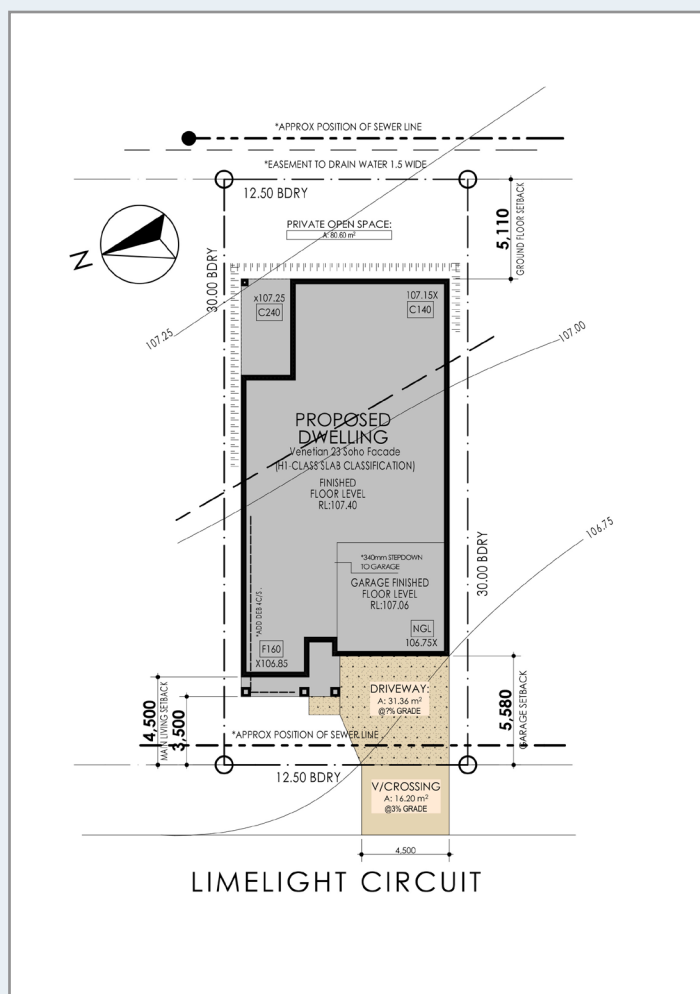 *APPROX POSITION OF SEWER LINE
*EASEMENT TO DRAIN WATER 1.5 WIDE
12.50 BDRY
PRIVATE OPEN SPACE:
A: 80.60 m²
5,110
GROUND FLOOR SETBACK
N
30.00 BDRY
107.25
x107.25
C240
107.15X
C140
107.00
PROPOSED
DWELLING
Venetian 23 Soho Facade
(H1-CLASS SLAB CLASSIFICATION)
FINISHED
FLOOR LEVEL
RL:107.40
106.75
30.00 BDRY
*340mm STEPDOWN
TO GARAGE
GARAGE FINISHED
FLOOR LEVEL
RL:107.06
*ADD DEB 4C/S.
NGL
106.75X
F160
X106.85
4,500
MAIN LIVING SETBACK
3,500
DRIVEWAY:
A: 31.36 m²
@?% GRADE
5,580
GARAGE SETBACK
*APPROX POSITION OF SEWER LINE
12.50 BDRY
V/CROSSING
A: 16.20 m²
@3% GRADE
4,500
LIMELIGHT CIRCUIT